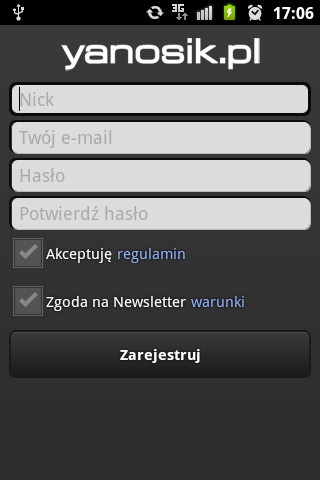 3G
17:06
yanosik.pl
Nick
Twój e-mail
Hasło
Potwierdź hasło
Akceptuję regulamin
Zgoda na Newsletter warunki
Zarejestruj